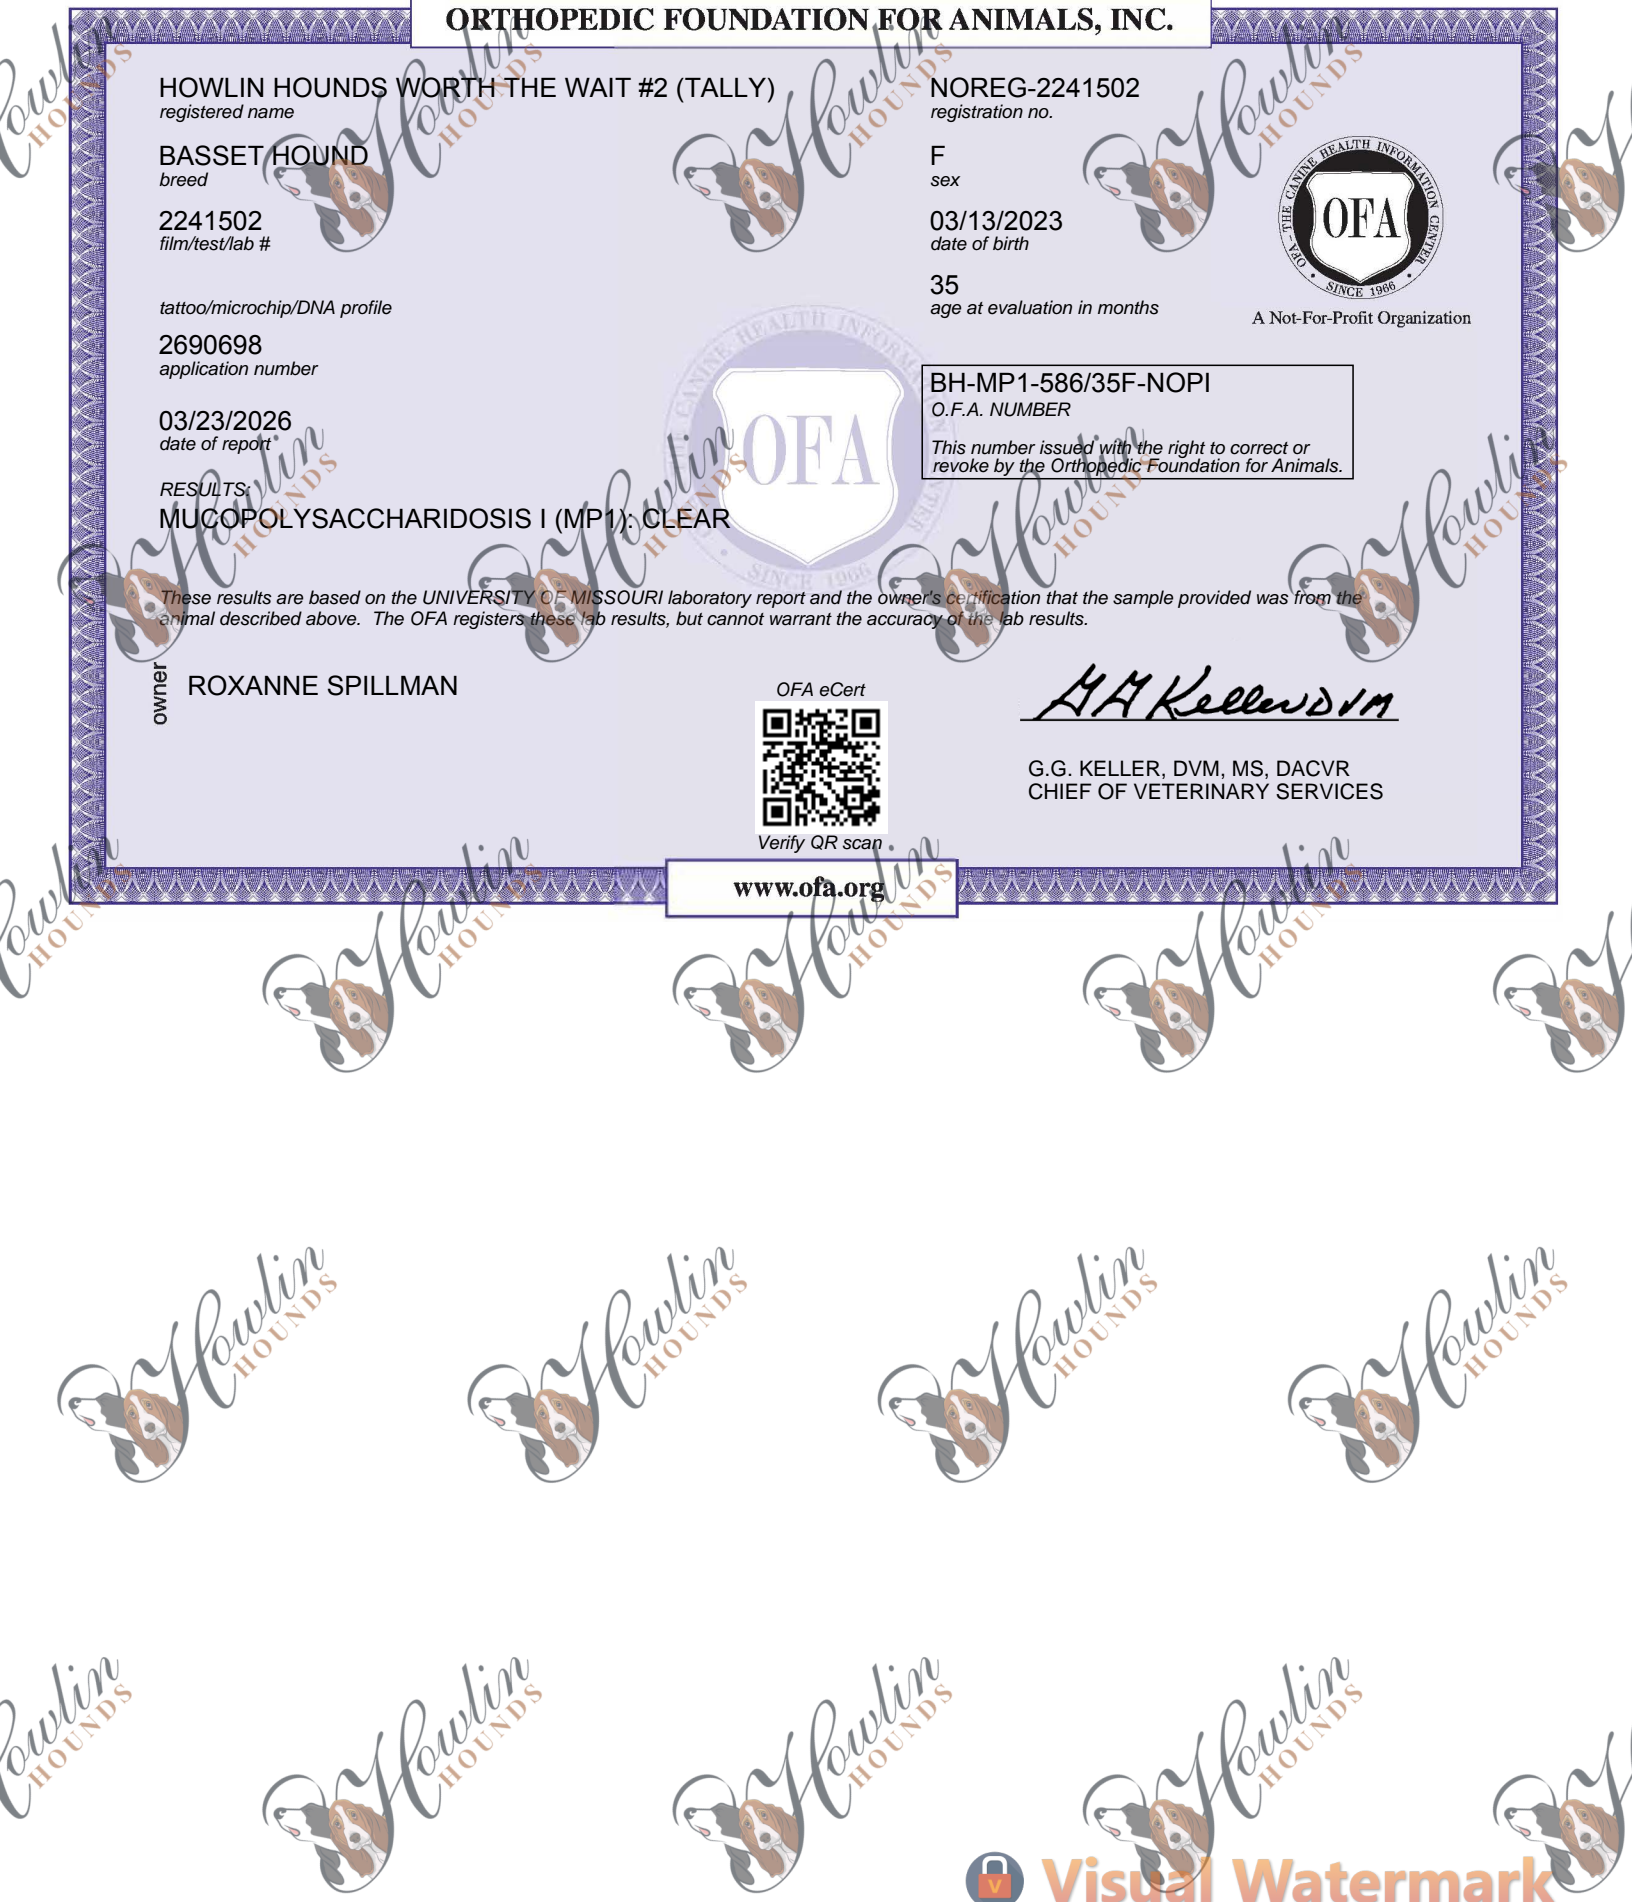 ORTHOPEDIC FOUNDATION FOR ANIMALS, INC.
HOWLIN HOUNDS WORTH THE WAIT #2 (TALLY)
registered name
NOREG-2241502
registration no.
BASSET HOUND
breed
F
sex
2241502
film/test/lab #
03/13/2023
date of birth
tattoo/microchip/DNA profile
35
age at evaluation in months
OFA - THE CANINE HEALTH INFORMATION CENTER
OFA
SINCE 1966
A Not-For-Profit Organization
2690698
application number
BH-MP1-586/35F-NOPI
O.F.A. NUMBER
This number issued with the right to correct or
revoke by the Orthopedic Foundation for Animals.
03/23/2026
date of report
OFA
SINCE 1966
RESULTS:
MUCOPOLYSACCHARIDOSIS I (MP1): CLEAR
These results are based on the UNIVERSITY OF MISSOURI laboratory report and the owner's certification that the sample provided was from the
animal described above. The OFA registers these lab results, but cannot warrant the accuracy of the lab results.
owner
ROXANNE SPILLMAN
OFA eCert
Verify QR scan
GG Keller DVM
G.G. KELLER, DVM, MS, DACVR
CHIEF OF VETERINARY SERVICES
www.ofa.org
Howlin
HOUNDS
Visual Watermark